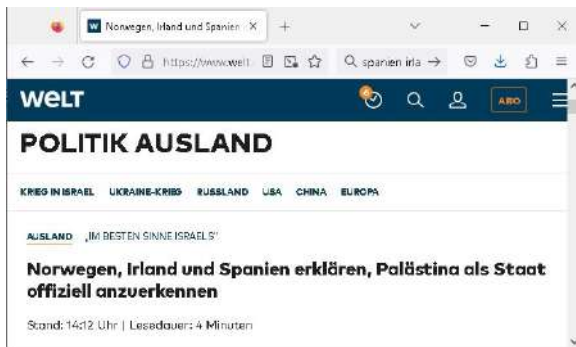 Norwegen, Irland und Spanien
https://www.welt.
spanien irla
welt
ABO
POLITIK AUSLAND
KRIEG IN ISRAEL UKRAINE-KRIEG RUSSLAND USA CHINA EUROPA
AUSLAND „IM BESTEN SINNE ISRAELS“
Norwegen, Irland und Spanien erklären, Palästina als Staat
offiziell anzuerkennen
Stand: 14:12 Uhr | Lesedauer: 4 Minuten